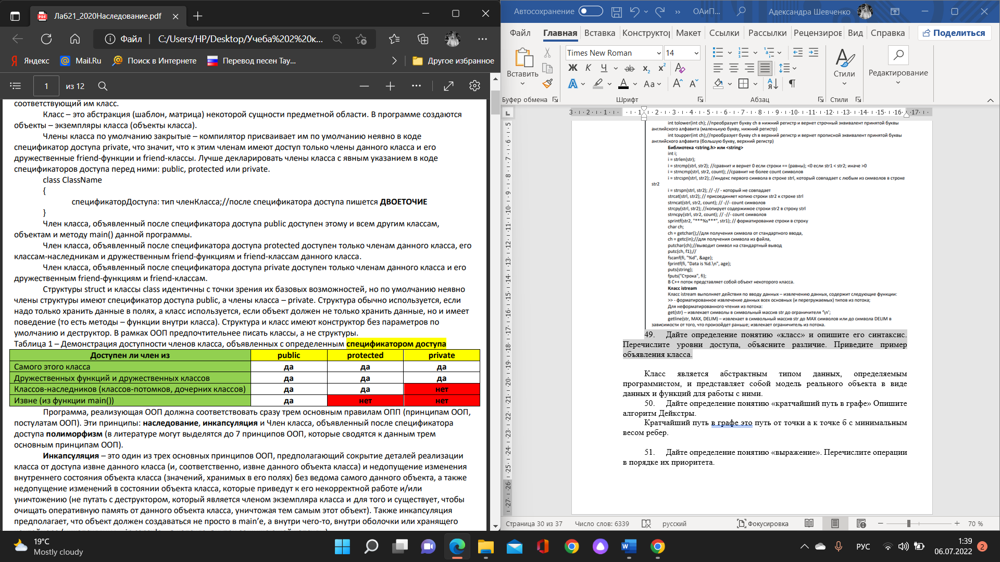 Лаб21_2020Наследование.pdf
Файл
C:/Users/HP/Desktop/Учеба%202%20к...
Яндекс
Mail.Ru
Поиск в Интернете
Перевод песен Тау...
Другое избранное
1
из 12
соответствующий им класс.
Класс – это абстракция (шаблон, матрица) некоторой сущности предметной области. В программе создаются
объекты – экземпляры класса (объекты класса).
Члены класса по умолчанию закрытые – компилятор присваивает им по умолчанию неявно в коде
спецификатор доступа private, что значит, что к этим членам имеют доступ только члены данного класса и его
дружественные friend-функции и friend-классы. Лучше декларировать члены класса с явным указанием в коде
спецификаторов доступа перед ними: public, protected или private.
class ClassName
{
спецификаторДоступа: тип членКласса;//после спецификатора доступа пишется ДВОЕТОЧИЕ
}
Член класса, объявленный после спецификатора доступа public доступен этому и всем другим классам,
объектам и методу main() данной программы.
Член класса, объявленный после спецификатора доступа protected доступен только членам данного класса, его
классам-наследникам и дружественным friend-функциям и friend-классам данного класса.
Член класса, объявленный после спецификатора доступа private доступен только членам данного класса и его
дружественным friend-функциям и friend-классам.
Структуры struct и классы class идентичны с точки зрения их базовых возможностей, но по умолчанию неявно
члены структуры имеют спецификатор доступа public, а члены класса – private. Структура обычно используется, если
надо только хранить данные в полях, а класс используется, если объект должен не только хранить данные, но и имеет
поведение (то есть методы – функции внутри класса). Структура и класс имеют конструктор без параметров по
умолчанию и деструктор. В рамках ООП предпочтительнее писать классы, а не структуры.
Таблица 1 – Демонстрация доступности членов класса, объявленных с определенным спецификатором доступа
Доступен ли член из public protected private
Самого этого класса да да да
Дружественных функций и дружественных классов да да да
Классов-наследников (классов-потомков, дочерних классов) да да нет
Извне (из функции main()) да нет нет
Программа, реализующая ООП должна соответствовать сразу трем основным правилам ОПП (принципам ООП,
постулатам ООП). Эти принципы: наследование, инкапсуляция и Член класса, объявленный после спецификатора
доступа полиморфизм (в литературе могут выделятся до 7 принципов ООП, которые сводятся к данным трем
основным принципам ООП).
Инкапсуляция – это один из трех основных принципов ООП, предполагающий сокрытие деталей реализации
класса от доступа извне данного класса (и, соответственно, извне данного объекта класса) и недопущение изменения
внутреннего состояния объекта класса (значений, хранимых в его полях) без ведома самого данного объекта, а также
недопущение изменений в состоянии объекта класса, которые приведут к его некорректной работе и/или
уничтожению (не путать с деструктором, который является членом экземпляра класса и для того и существует, чтобы
очищать оперативную память от данного объекта класса, уничтожая тем самым этот объект). Также инкапсуляция
предполагает, что объект должен создаваться не просто в main’е, а внутри чего-то, внутри оболочки или хранящего
Автосохранение
ОАиП...
Адександра Шевченко
Файл Главная Вставка Конструктор Макет Ссылки Рассылки Рецензиров Вид Справка
Поделиться
Вставить
Times New Roman 14
Стили
Редактирование
Буфер обмена Шрифт Абзац Стили
int tolower(int ch); //преобразует букву ch в нижний регистр и вернет строчный эквивалент принятой буквы
английского алфавита (маленькую букву, нижний регистр)
int toupper(int ch);//преобразует букву ch в верхний регистр и вернет прописной эквивалент принятой буквы
английского алфавита (большую букву, верхний регистр)
Библиотека <string.h> или <string>
int i;
i = strlen(str);
i = strcmp(strl, str2); //сравнит и вернет 0 если строки == (равны); <0 если str1 < str2; иначе >0
i = strncmp(strl, str2, count); //сравнит не более count символов
i = strcspn(strl, str2); //индекс первого символа в строке strl, который совпадает с любым из символов в строке
str2
i = strspn(strl, str2); // -//- который не совпадает
strcat(strl, str2); // присоединяет копию строки str2 к строке strl
strncat(strl, str2, count); // -//- count символов
strcpy(strl, str2); //копирует содержимое строки str2 в строку strl
strncpy(strl, str2, count); // -//- count символов
sprintf(str2, "***%s***", str1); // форматирование строки в строку
char ch;
ch = getchar();//для получения символа от стандартного ввода,
ch = getc(in);//для получения символа из файла,
putchar(ch);//выводит символ на стандартный вывод
putc(ch, f1);//
fscanf(fi, "%d", &age);
fprintf(fi, "Data is %d.\n", age);
puts(string);
fputs("Строка", fi);
В С++ поток представляет собой объект некоторого класса.
Класс istream
Класс istream выполняет действия по вводу данных – извлечению данных, содержит следующие функции:
>> - форматированное извлечение данных всех основных (и перегружаемых) типов из потока;
Для неформатированного чтения из потока:
get(str) – извлекает символы в символьный массив str до ограничителя ‘\n’;
getline(str, MAX, DELIM) – извлекает в символьный массив str до MAX символов или до символа DELIM в
зависимости от того, что произойдет раньше; извлекает ограничитель из потока.
49. Дайте определение понятию «класс» и опишите его синтаксис.
Перечислите уровни доступа, объясните различие. Приведите пример
объявления класса.
Класс является абстрактным типом данных, определяемым
программистом, и представляет собой модель реального объекта в виде
данных и функций для работы с ними.
50. Дайте определение понятию «кратчайший путь в графе» Опишите
алгоритм Дейкстры.
Кратчайший путь в графе это путь от точки а к точке б с минимальным
весом ребер.
51. Дайте определение понятию «выражение». Перечислите операции
в порядке их приоритета.
Страница 30 из 37
Число слов: 6339
русский
Фокусировка
70 %
19°C
Mostly cloudy
РУС
1:39
06.07.2022
2